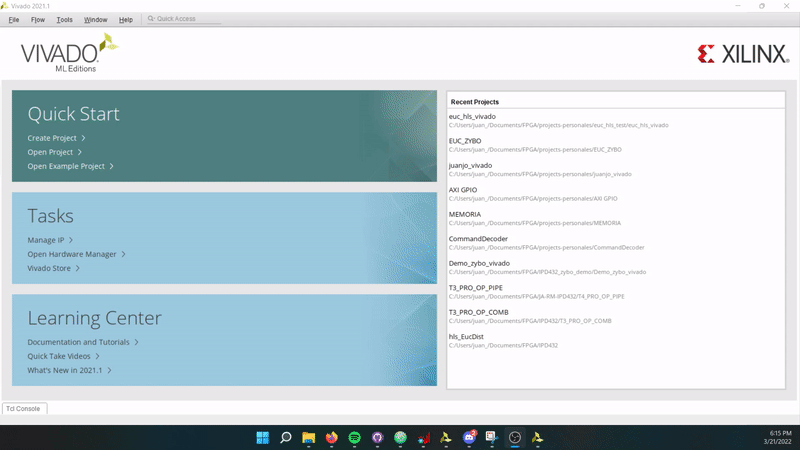 Vivado 2021.1
File Flow Tools Window Help Quick Access
VIVADO
ML Editions
XILINX
Quick Start
Create Project
Open Project
Open Example Project
Tasks
Manage IP
Open Hardware Manager
Vivado Store
Learning Center
Documentation and Tutorials
Quick Take Videos
What's New in 2021.1
Recent Projects
euc_hls_vivado
C:/Users/juan_/Documents/FPGA/projects-personales/euc_hls_test/euc_hls_vivado
EUC_ZYBO
C:/Users/juan_/Documents/FPGA/projects-personales/EUC_ZYBO
juanjo_vivado
C:/Users/juan_/Documents/FPGA/projects-personales/juanjo_vivado
AXI GPIO
C:/Users/juan_/Documents/FPGA/projects-personales/AXI GPIO
MEMORIA
C:/Users/juan_/Documents/FPGA/projects-personales/MEMORIA
CommandDecoder
C:/Users/juan_/Documents/FPGA/projects-personales/CommandDecoder
Demo_zybo_vivado
C:/Users/juan_/Documents/FPGA/IPD432_zybo_demo/Demo_zybo_vivado
T3_PRO_OP_PIPE
C:/Users/juan_/Documents/FPGA/JA-RM-IPD432/T4_PRO_OP_PIPE
T3_PRO_OP_COMB
C:/Users/juan_/Documents/FPGA/IPD432/T3_PRO_OP_COMB
hls_EucDist
C:/Users/juan_/Documents/FPGA/IPD432
Tcl Console
6:15 PM
3/21/2022